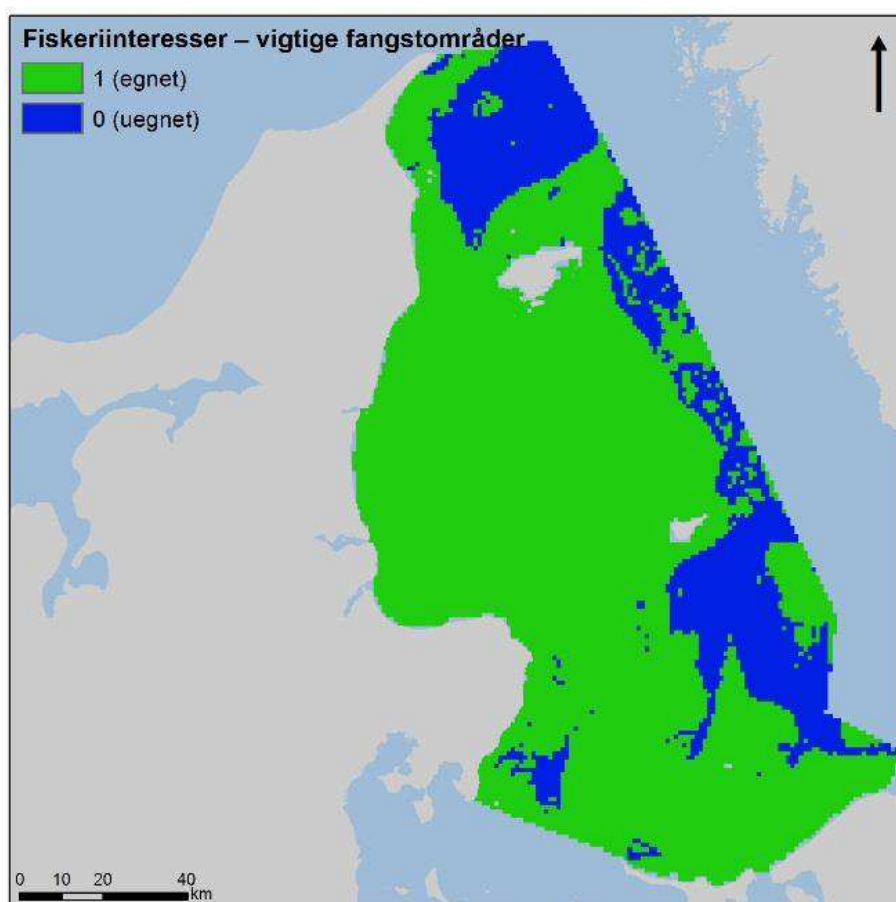 Fiskeriinteresser – vigtige fangstområder
1 (egnet)
0 (uegnet)
0 10 20 40
km